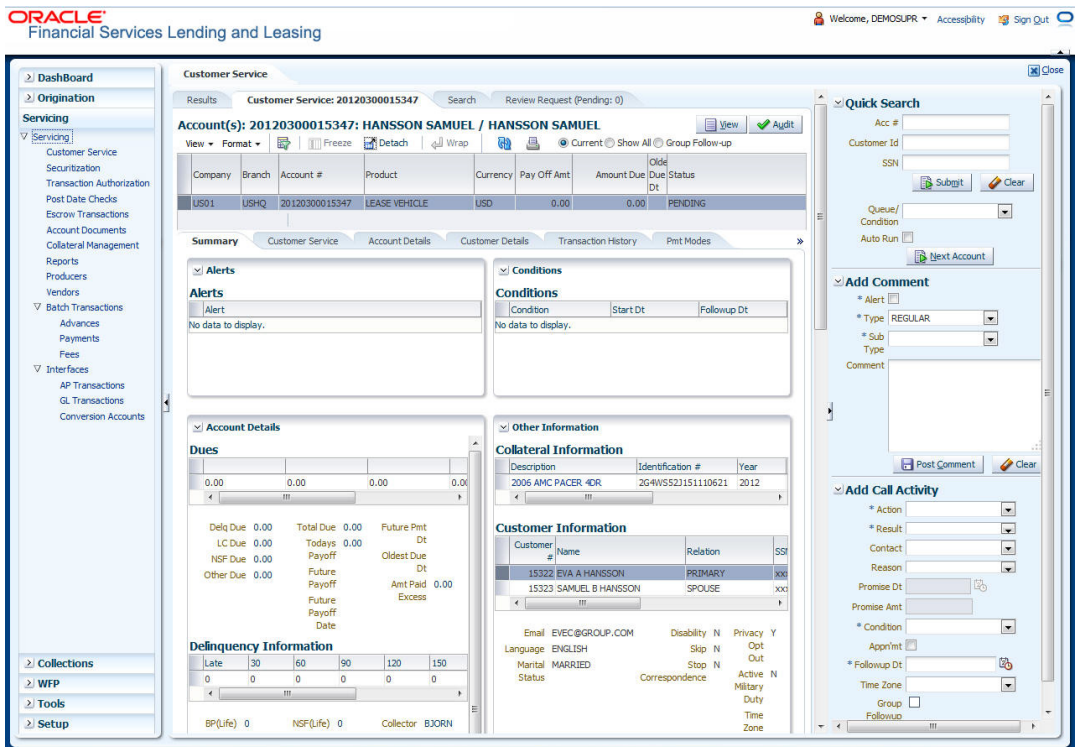 ORACLE
Financial Services Lending and Leasing
Welcome, DEMOSUPR Accessibility Sign Out
Close
DashBoard
Origination
Servicing
Servicing
Customer Service
Securitization
Transaction Authorization
Post Date Checks
Escrow Transactions
Account Documents
Collateral Management
Reports
Producers
Vendors
Batch Transactions
Advances
Payments
Fees
Interfaces
AP Transactions
GL Transactions
Conversion Accounts
Collections
WFP
Tools
Setup
Customer Service
Results Customer Service: 20120300015347 Search Review Request (Pending: 0)
Account(s): 20120300015347: HANSSON SAMUEL / HANSSON SAMUEL View Audit
View Format Freeze Detach Wrap Current Show All Group Follow-up
Company Branch Account # Product Currency Pay Off Amt Amount Due Olde Due Dt Status
US01 USHQ 20120300015347 LEASE VEHICLE USD 0.00 0.00 PENDING
Summary Customer Service Account Details Customer Details Transaction History Pmt Modes »
Alerts
Alerts
Alert
No data to display.
Conditions
Conditions
Condition Start Dt Followup Dt
No data to display.
Account Details
Dues
0.00 0.00 0.00 0.0
Delq Due 0.00 Total Due 0.00 Future Pmt Dt
LC Due 0.00 Todays Payoff 0.00 Oldest Due Dt
NSF Due 0.00 Future Payoff Amt Paid Excess 0.00
Other Due 0.00 Future Payoff Date
Delinquency Information
Late 30 60 90 120 150
0 0 0 0 0 0
BP(Life) 0 NSF(Life) 0 Collector BJORN
Other Information
Collateral Information
Description Identification # Year
2006 AMC PACER 4DR 2G4WS52J151110621 2012
Customer Information
Customer # Name Relation SSN
15322 EVA A HANSSON PRIMARY xxx
15323 SAMUEL B HANSSON SPOUSE xxx
Email EVEC@GROUP.COM Disability N Privacy Opt Out Y
Language ENGLISH Skip N
Marital Status MARRIED Stop Correspondence N Active Military Duty N
Time Zone
Quick Search
Acc #
Customer Id
SSN
Submit Clear
Queue/ Condition
Auto Run
Next Account
Add Comment
* Alert
* Type REGULAR
* Sub Type
Comment
Post Comment Clear
Add Call Activity
* Action
* Result
Contact
Reason
Promise Dt
Promise Amt
* Condition
Appn'mt
* Followup Dt
Time Zone
Group Followup